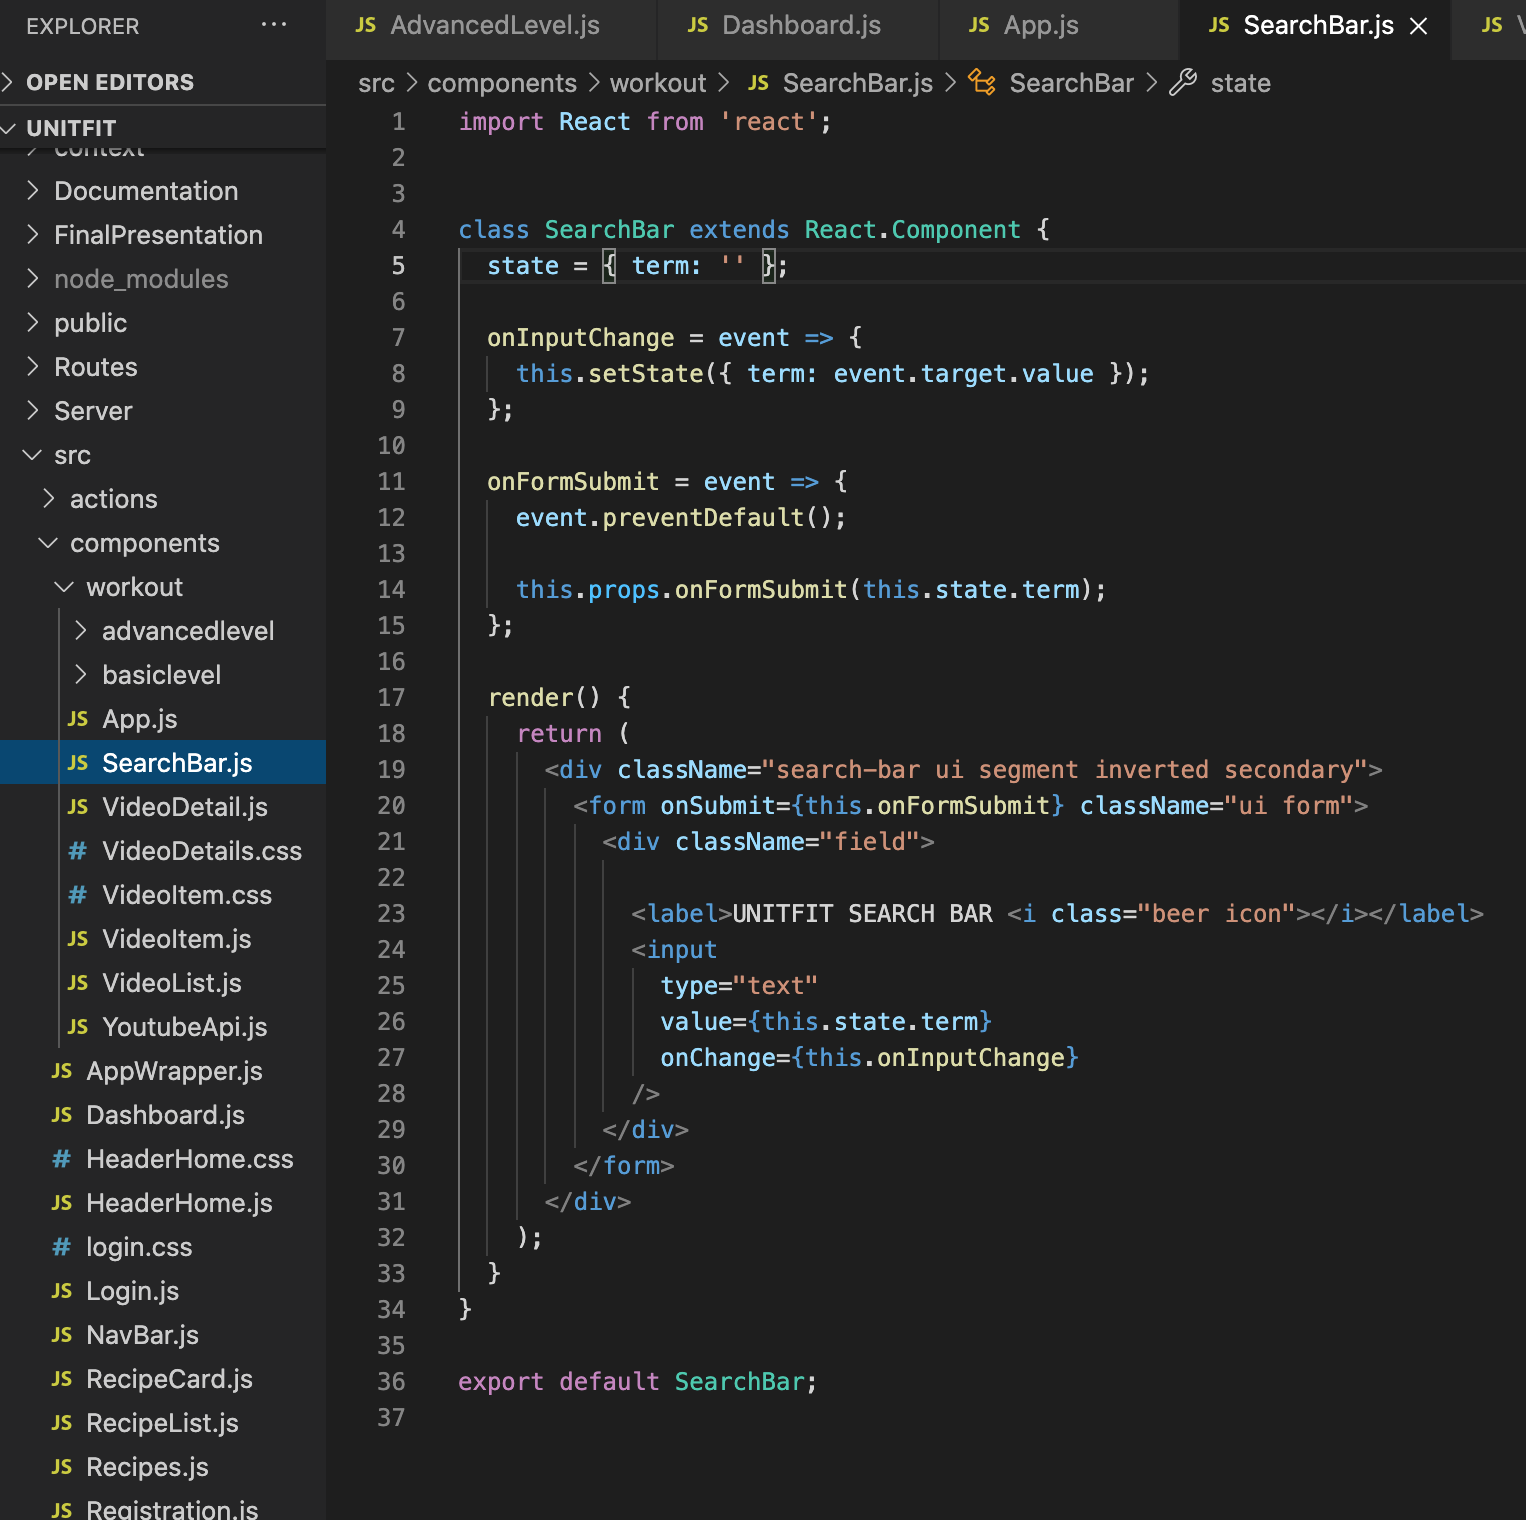 EXPLORER ...
OPEN EDITORS
UNITFIT
context
Documentation
FinalPresentation
node_modules
public
Routes
Server
src
actions
components
workout
advancedlevel
basiclevel
JS App.js
JS SearchBar.js
JS VideoDetail.js
# VideoDetails.css
# VideoItem.css
JS VideoItem.js
JS VideoList.js
JS YoutubeApi.js
JS AppWrapper.js
JS Dashboard.js
# HeaderHome.css
JS HeaderHome.js
# login.css
JS Login.js
JS NavBar.js
JS RecipeCard.js
JS RecipeList.js
JS Recipes.js
JS Registration.js
JS AdvancedLevel.js JS Dashboard.js JS App.js JS SearchBar.js × JS
src > components > workout > JS SearchBar.js > SearchBar > state
1 import React from 'react';
2
3
4 class SearchBar extends React.Component {
5   state = { term: '' };
6
7   onInputChange = event => {
8     this.setState({ term: event.target.value });
9   };
10
11   onFormSubmit = event => {
12     event.preventDefault();
13
14     this.props.onFormSubmit(this.state.term);
15   };
16
17   render() {
18     return (
19       <div className="search-bar ui segment inverted secondary">
20         <form onSubmit={this.onFormSubmit} className="ui form">
21           <div className="field">
22
23             <label>UNITFIT SEARCH BAR <i class="beer icon"></i></label>
24             <input
25               type="text"
26               value={this.state.term}
27               onChange={this.onInputChange}
28             />
29           </div>
30         </form>
31       </div>
32     );
33   }
34 }
35
36 export default SearchBar;
37